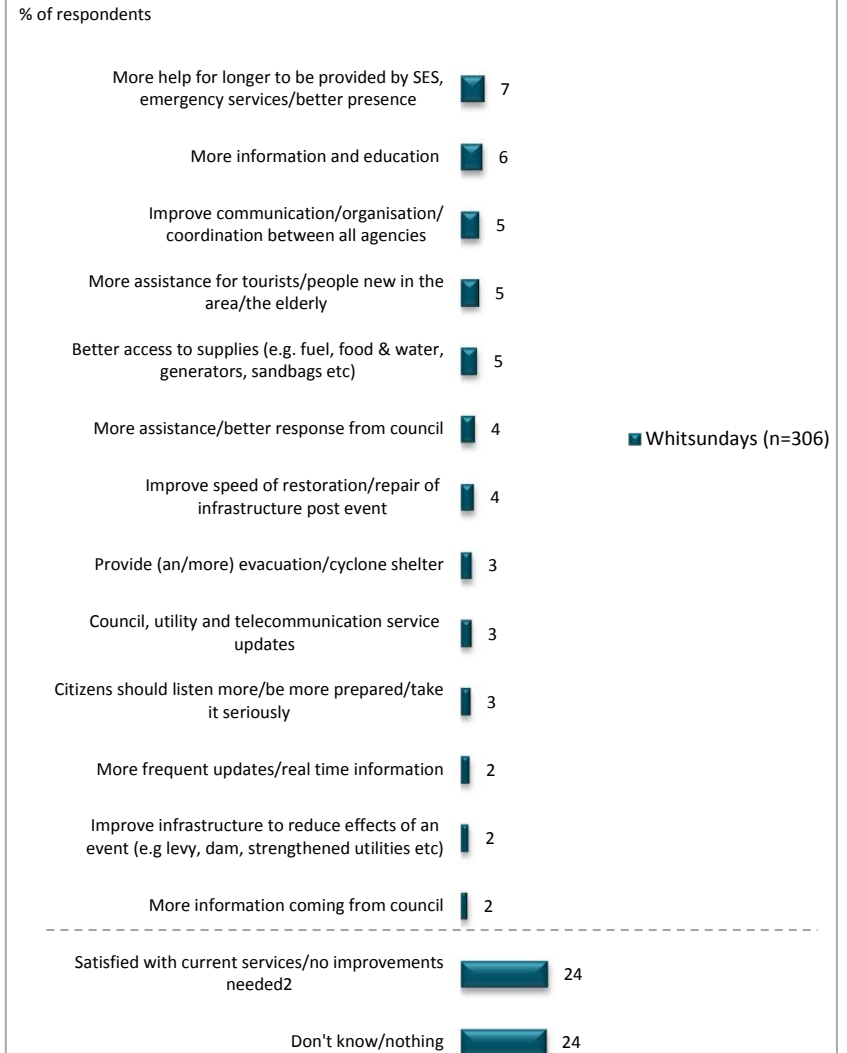 % of respondents
More help for longer to be provided by SES,
emergency services/better presence
7
More information and education
6
Improve communication/organisation/
coordination between all agencies
5
More assistance for tourists/people new in the
area/the elderly
5
Better access to supplies (e.g. fuel, food & water,
generators, sandbags etc)
5
More assistance/better response from council
4
Whitsundays (n=306)
Improve speed of restoration/repair of
infrastructure post event
4
Provide (an/more) evacuation/cyclone shelter
3
Council, utility and telecommunication service
updates
3
Citizens should listen more/be more prepared/take
it seriously
3
More frequent updates/real time information
2
Improve infrastructure to reduce effects of an
event (e.g levy, dam, strengthened utilities etc)
2
More information coming from council
2
Satisfied with current services/no improvements
needed2
24
Don't know/nothing
24